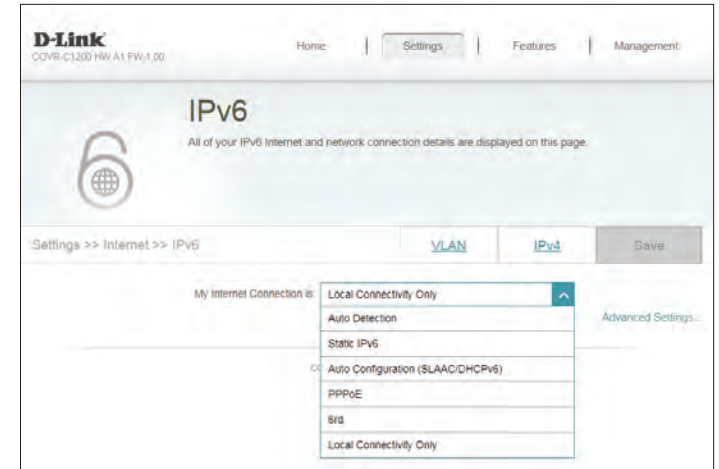 D-Link
COVR-C1200 HW:A1 FW:1.00
Home | Settings | Features | Management
IPv6
All of your IPv6 Internet and network connection details are displayed on this page.
Settings >> Internet >> IPv6
VLAN
IPv4
Save
My Internet Connection is: Local Connectivity Only
Advanced Settings...
Auto Detection
Static IPv6
Auto Configuration (SLAAC/DHCPv6)
PPPoE
6rd
Local Connectivity Only